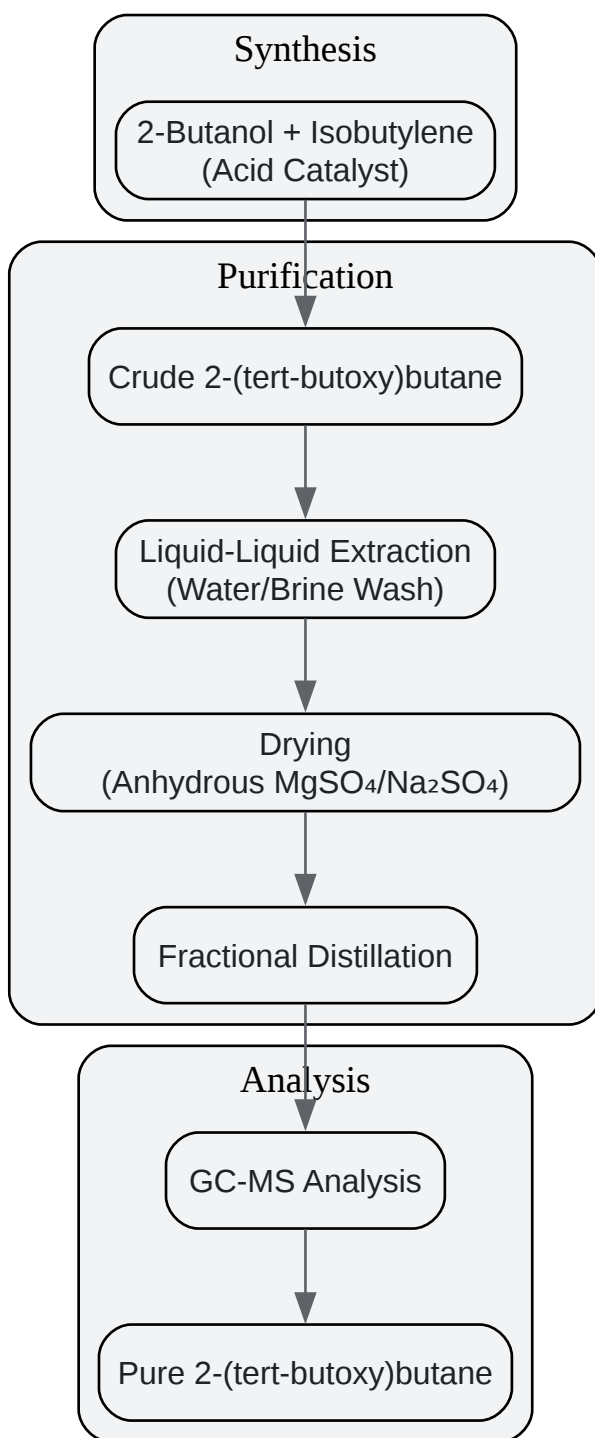 Synthesis
2-Butanol + Isobutylene
(Acid Catalyst)
Purification
Crude 2-(tert-butoxy)butane
Liquid-Liquid Extraction
(Water/Brine Wash)
Drying
(Anhydrous MgSO₄/Na₂SO₄)
Fractional Distillation
Analysis
GC-MS Analysis
Pure 2-(tert-butoxy)butane